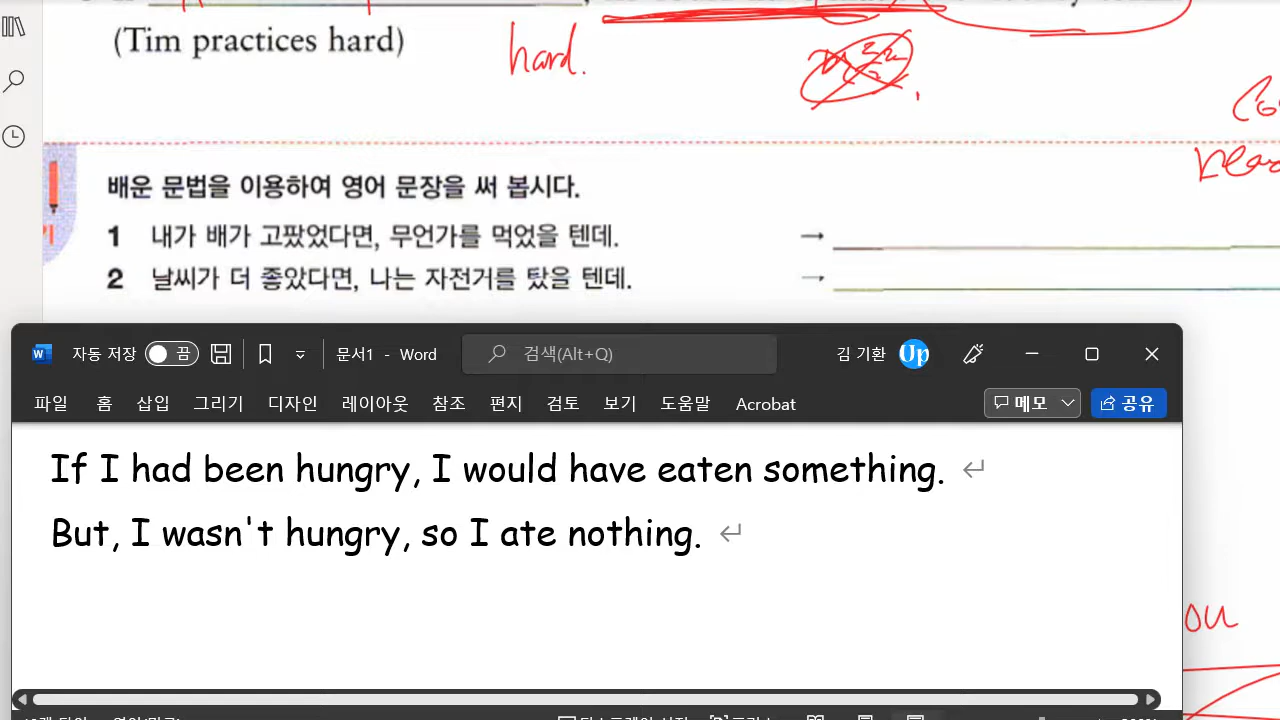 (Tim practices hard)
hard.
배운 문법을 이용하여 영어 문장을 써 봅시다.
1 내가 배가 고팠었다면, 무언가를 먹었을 텐데. →
2 날씨가 더 좋았다면, 나는 자전거를 탔을 텐데. →
자동 저장 끔 문서1 - Word 검색(Alt+Q) 김 기환 Up
파일 홈 삽입 그리기 디자인 레이아웃 참조 편지 검토 보기 도움말 Acrobat 메모 공유
If I had been hungry, I would have eaten something.
But, I wasn't hungry, so I ate nothing.
ou